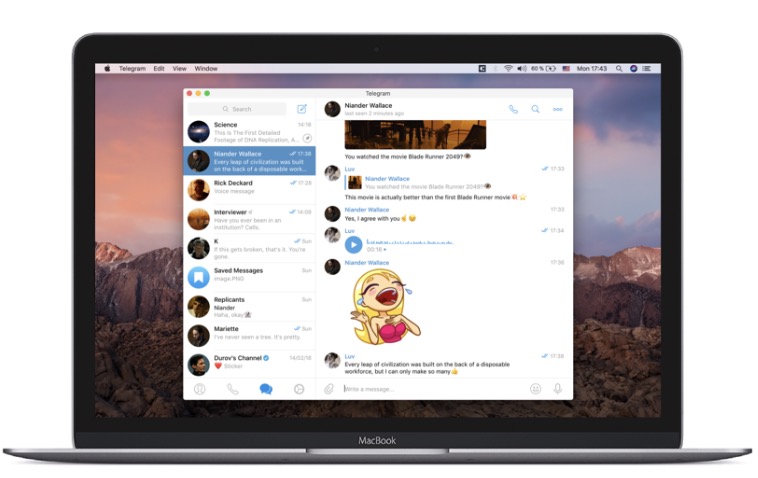 Telegram Edit View Window
60 % Mon 17:43
Telegram
Search
Science 14:15
This Is The First Detailed
Footage of DNA Replication, A...
Niander Wallace 17:36
Every leap of civilization was built
on the back of a disposable work...
Rick Deckard 17:28
Voice message
Interviewer 14:09
Have you ever been in an
institution? Cells.
K Sun
If this gets broken, that's it. You're
gone.
Saved Messages Sun
image.PNG
Replicants Sun
Niander
Haha, okay
Mariette Sun
I've never seen a tree. It's pretty.
Durov's Channel 14/02/18
❤️ Sticker
Niander Wallace
last seen 2 minutes ago
You watched the movie Blade Runner 2049?👁
Luv 17:33
Niander Wallace
You watched the movie Blade Runner 2049?👁
This movie is actually better than the first Blade Runner movie
Niander Wallace 17:33
Yes, I agree with you
Luv 17:34
00:19
Niander Wallace 17:36
Luv 17:36
Every leap of civilization was built on the back of a disposable
workforce, but I can only make so many👍
Write a message...
MacBook